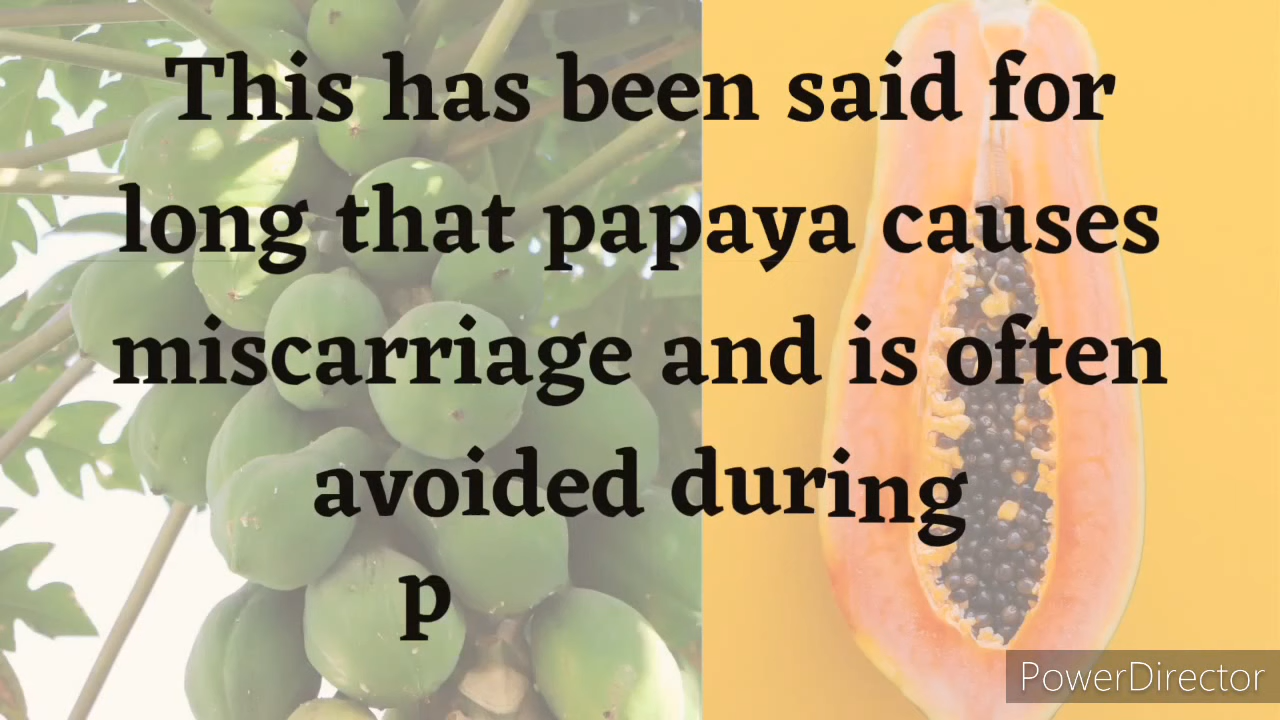 This has been said for
long that papaya causes
miscarriage and is often
avoided during
p
PowerDirector